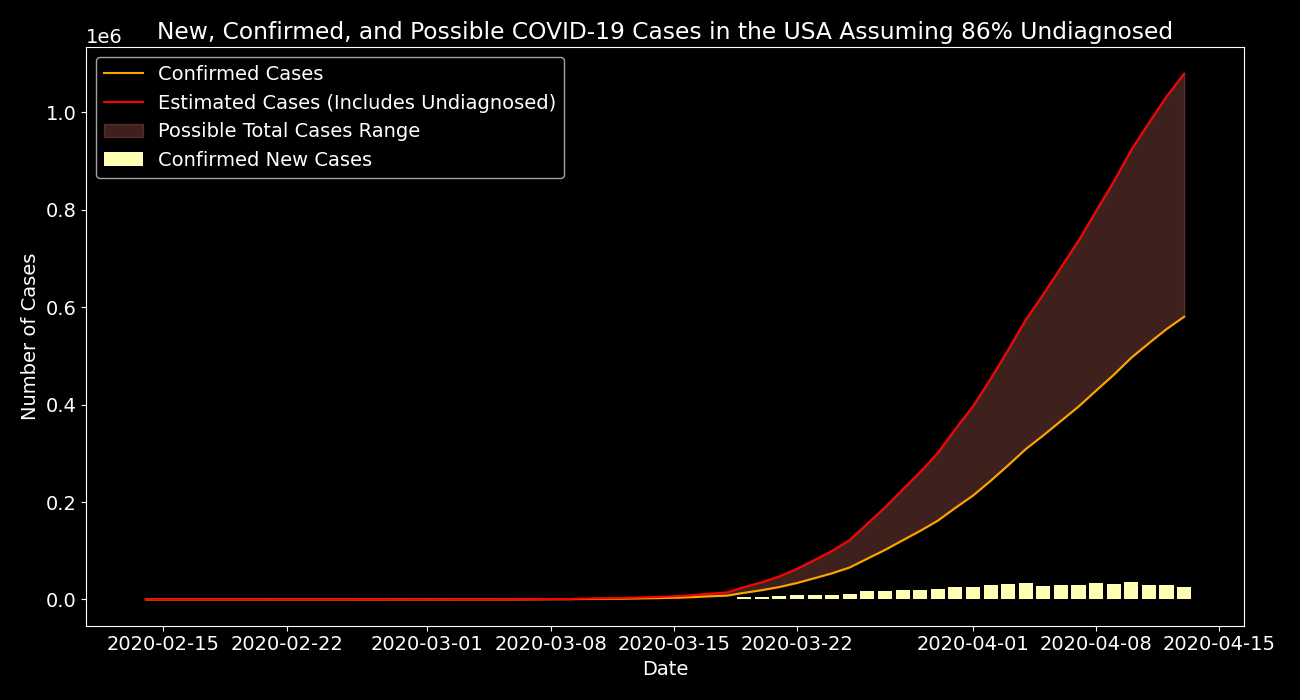 New, Confirmed, and Possible COVID-19 Cases in the USA Assuming 86% Undiagnosed
1e6
Confirmed Cases
Estimated Cases (Includes Undiagnosed)
Possible Total Cases Range
Confirmed New Cases
Number of Cases
1.0
0.8
0.6
0.4
0.2
0.0
2020-02-15 2020-02-22 2020-03-01 2020-03-08 2020-03-15 2020-03-22 2020-04-01 2020-04-08 2020-04-15
Date